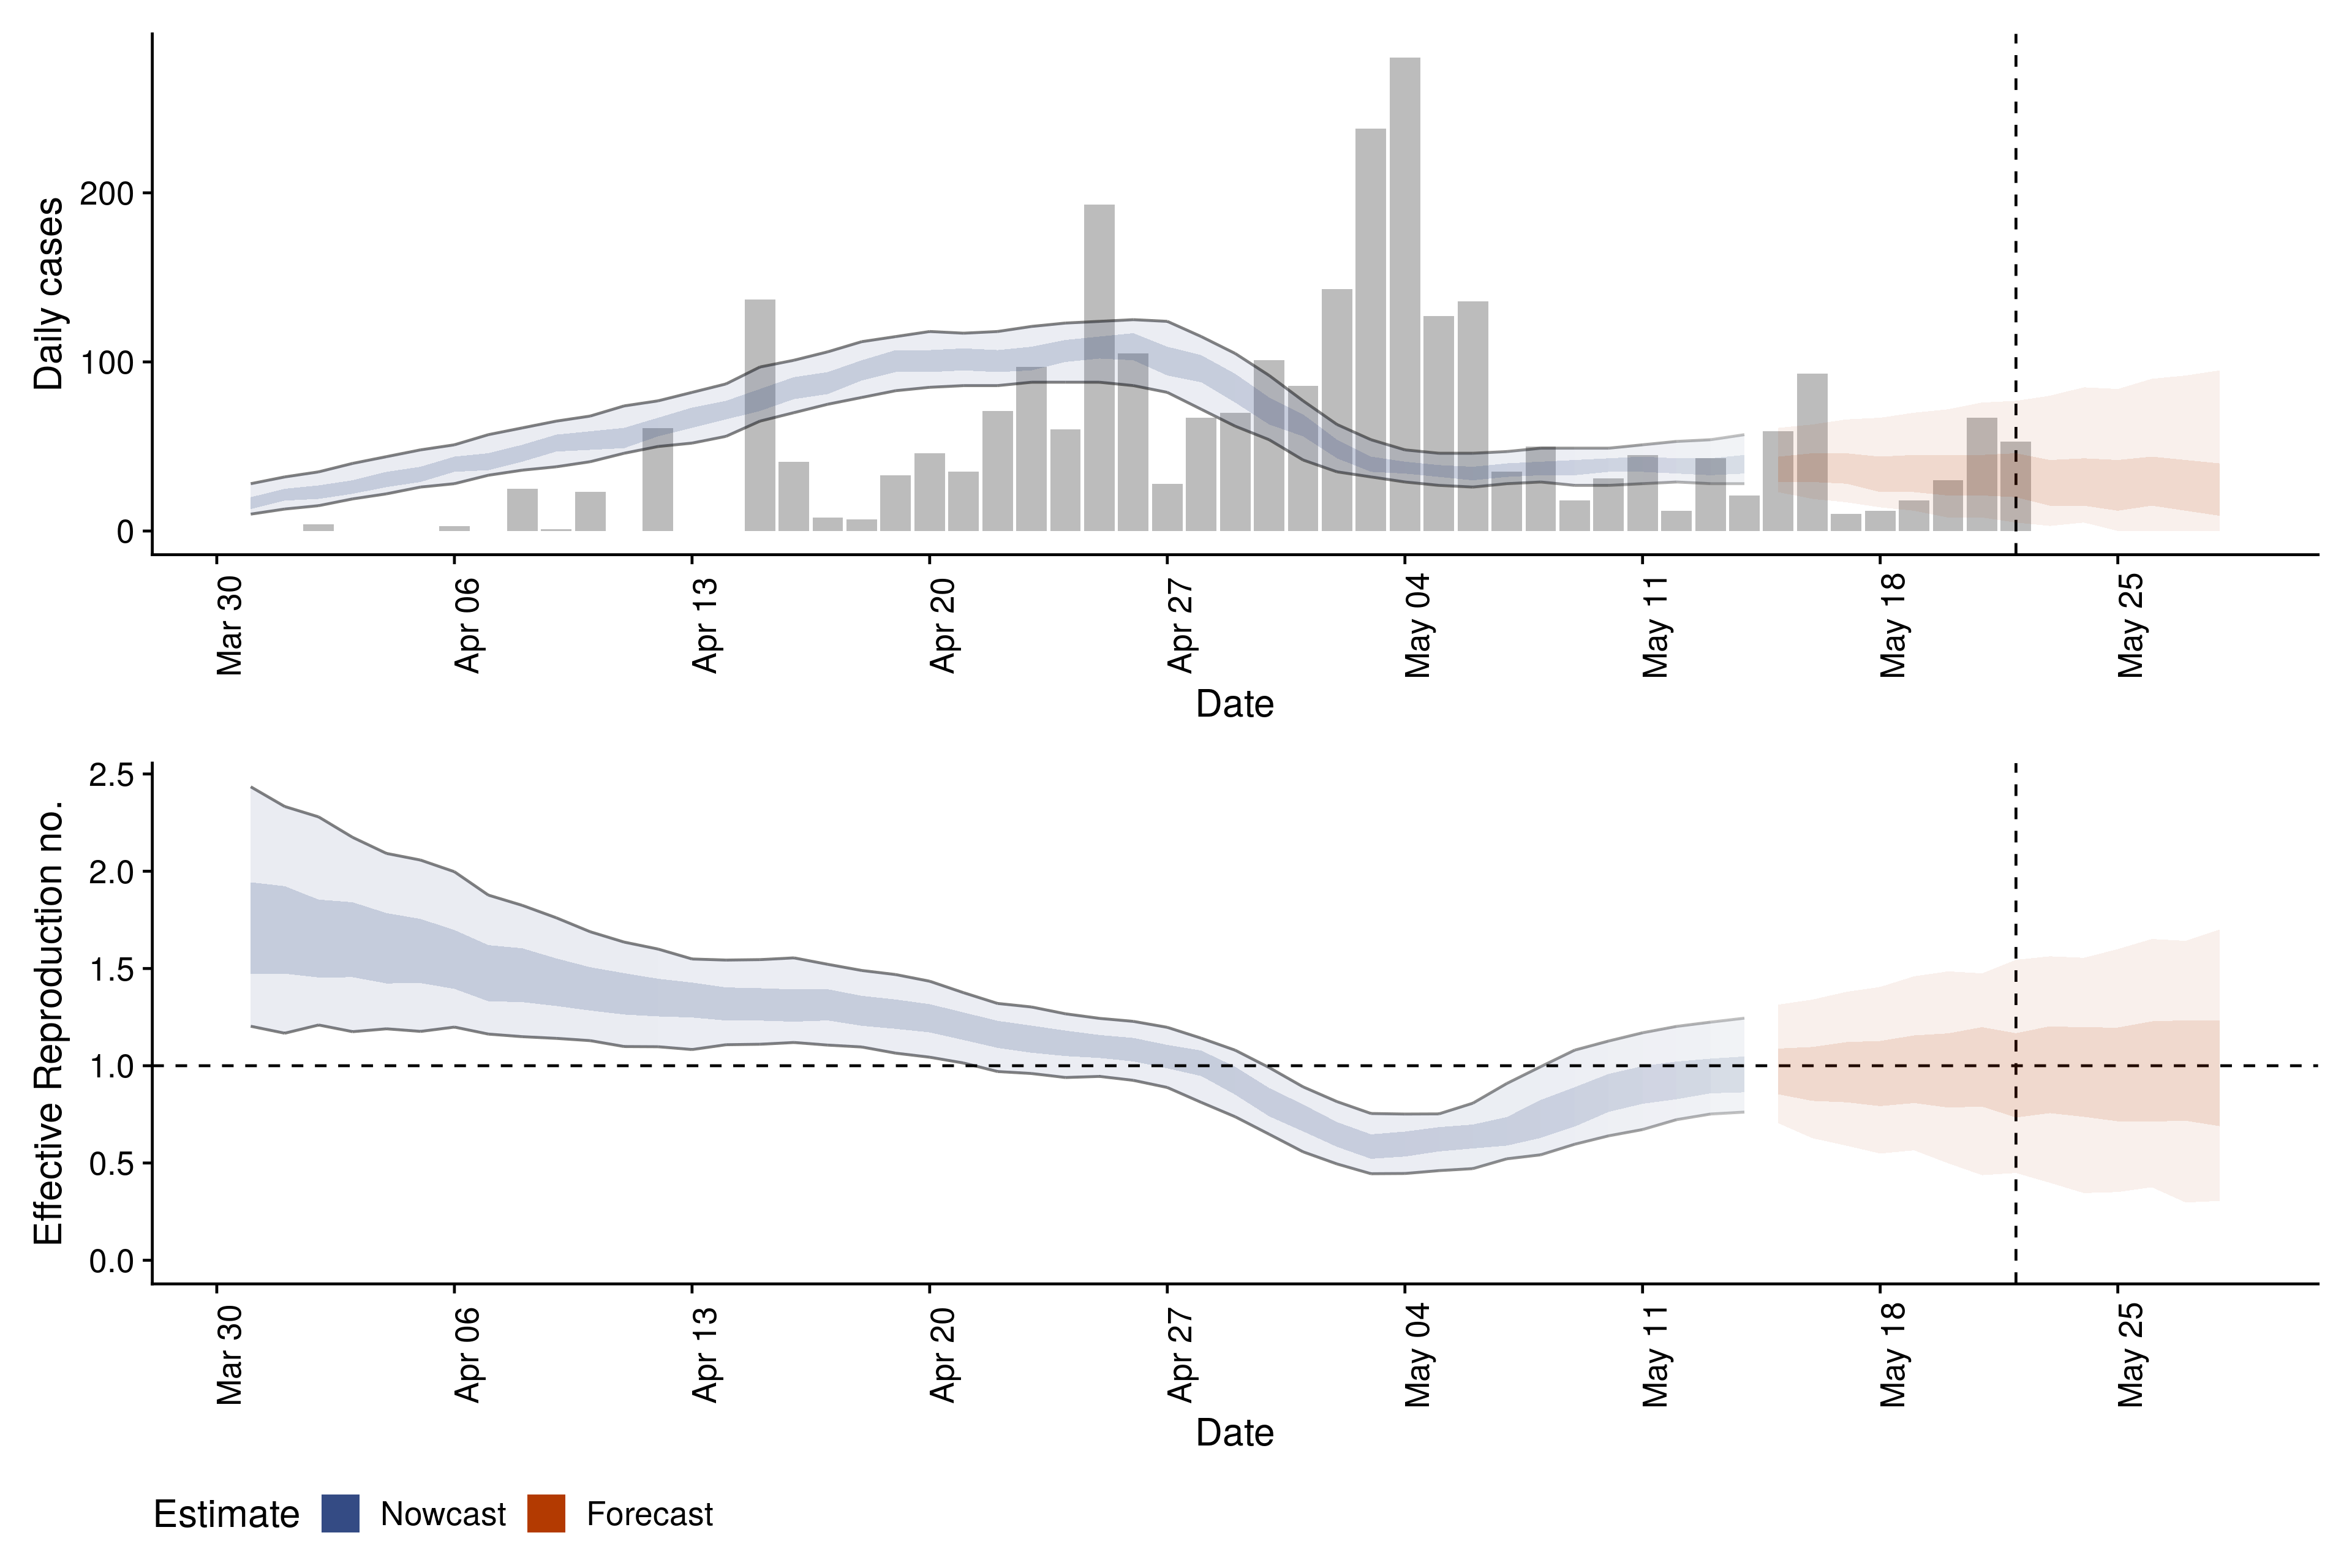 Daily cases
200
100
0
Mar 30
Apr 06
Apr 13
Apr 20
Apr 27
May 04
May 11
May 18
May 25
Date
Effective Reproduction no.
2.5
2.0
1.5
1.0
0.5
0.0
Mar 30
Apr 06
Apr 13
Apr 20
Apr 27
May 04
May 11
May 18
May 25
Date
Estimate Nowcast Forecast